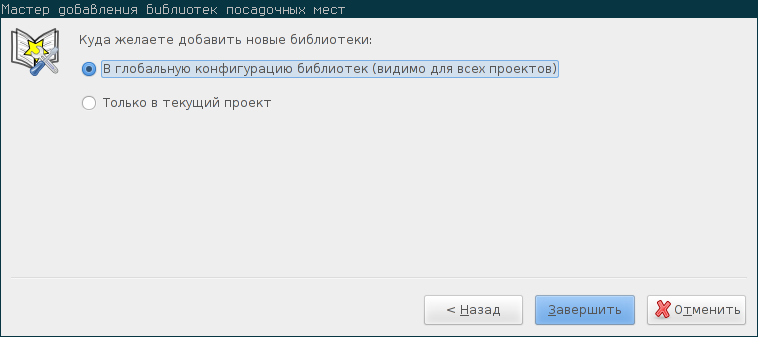 Мастер добавления библиотек посадочных мест
Куда желаете добавить новые библиотеки:
В глобальную конфигурацию библиотек (видимо для всех проектов)
Только в текущий проект
< Назад
Завершить
Отменить